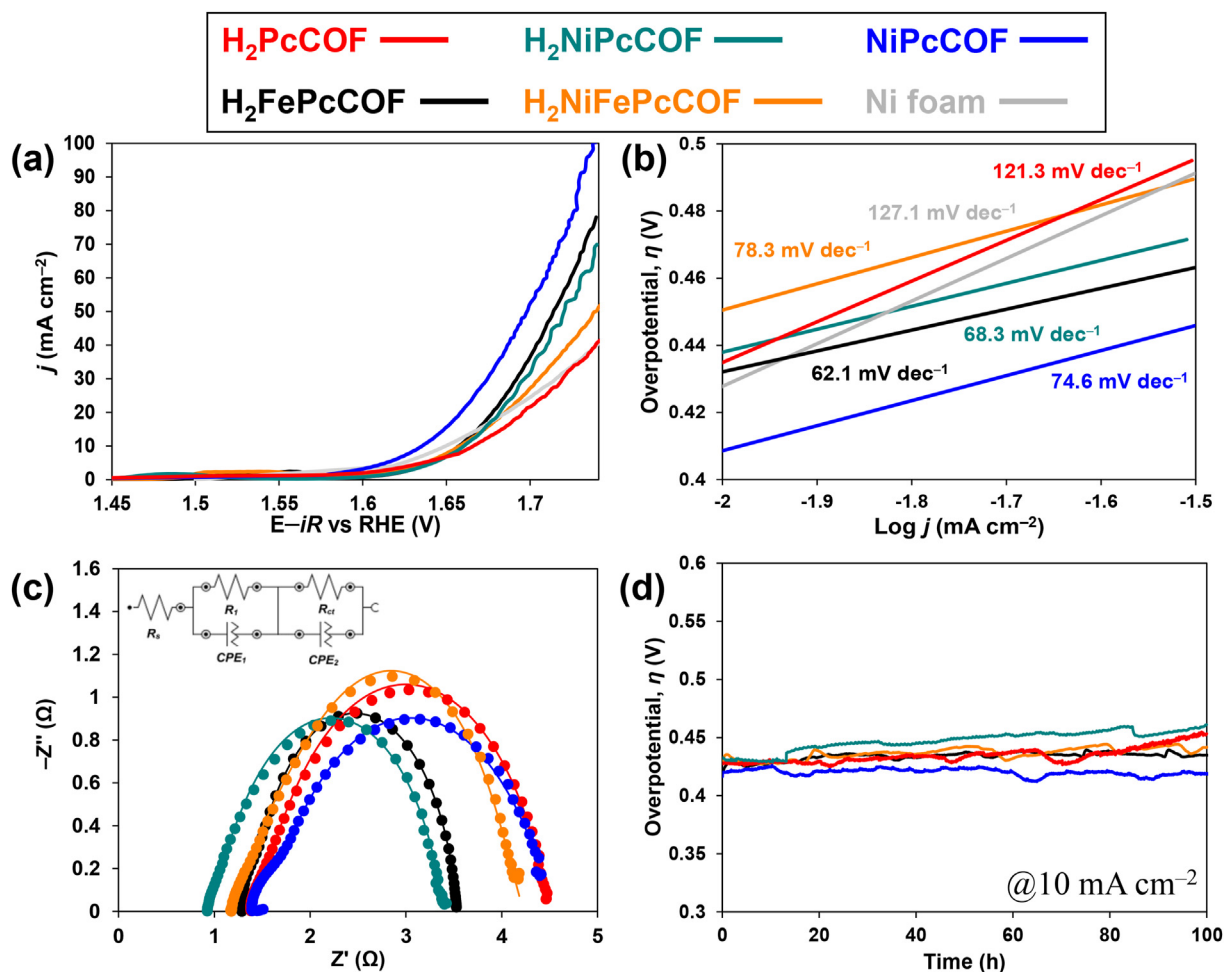 H₂PcCOF H₂NiPcCOF NiPcCOF
H₂FePcCOF H₂NiFePcCOF Ni foam
(a)
100
90
80
70
60
50
40
30
20
10
0
j (mA cm⁻²)
1.45 1.5 1.55 1.6 1.65 1.7
E–iR vs RHE (V)
(b)
0.5
0.48
0.46
0.44
0.42
0.4
Overpotential, η (V)
121.3 mV dec⁻¹
127.1 mV dec⁻¹
78.3 mV dec⁻¹
68.3 mV dec⁻¹
62.1 mV dec⁻¹
74.6 mV dec⁻¹
-2 -1.9 -1.8 -1.7 -1.6 -1.5
Log j (mA cm⁻²)
(c)
1.6
1.4
1.2
1
0.8
0.6
0.4
0.2
0
–Z" (Ω)
Rs
R1
CPE1
Rct
CPE2
0 1 2 3 4 5
Z' (Ω)
(d)
0.6
0.55
0.5
0.45
0.4
0.35
0.3
Overpotential, η (V)
@10 mA cm⁻²
0 20 40 60 80 100
Time (h)